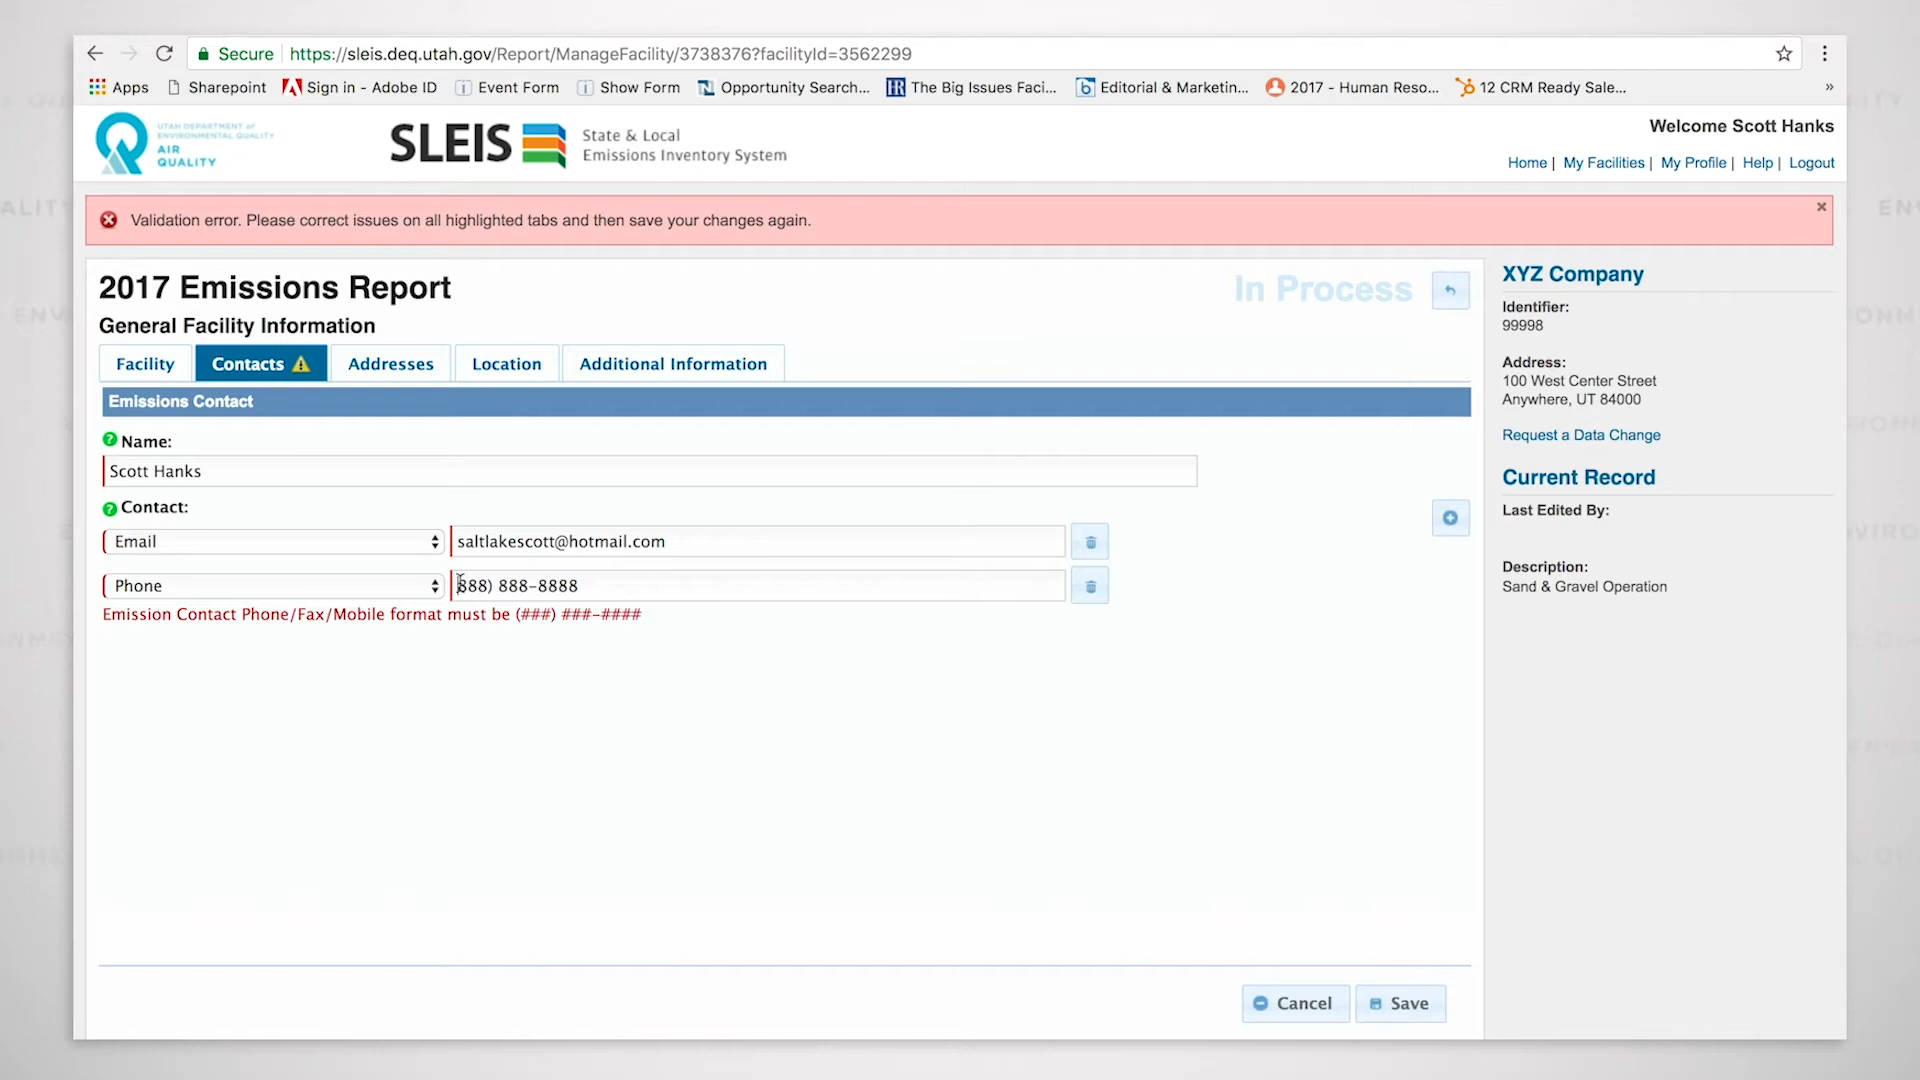 Secure https://sleis.deq.utah.gov/Report/ManageFacility/3738376?facilityId=3562299
Apps Sharepoint Sign in - Adobe ID Event Form Show Form Opportunity Search... The Big Issues Faci... Editorial & Marketin... 2017 - Human Reso... 12 CRM Ready Sale... »
UTAH DEPARTMENT of
ENVIRONMENTAL QUALITY
AIR
QUALITY
SLEIS
State & Local
Emissions Inventory System
Welcome Scott Hanks
Home | My Facilities | My Profile | Help | Logout
Validation error. Please correct issues on all highlighted tabs and then save your changes again.
2017 Emissions Report
In Process
General Facility Information
Facility Contacts Addresses Location Additional Information
Emissions Contact
Name:
Scott Hanks
Contact:
Email saltlakescott@hotmail.com
Phone 888) 888-8888
Emission Contact Phone/Fax/Mobile format must be (###) ###-####
Cancel Save
XYZ Company
Identifier:
99998
Address:
100 West Center Street
Anywhere, UT 84000
Request a Data Change
Current Record
Last Edited By:
Description:
Sand & Gravel Operation